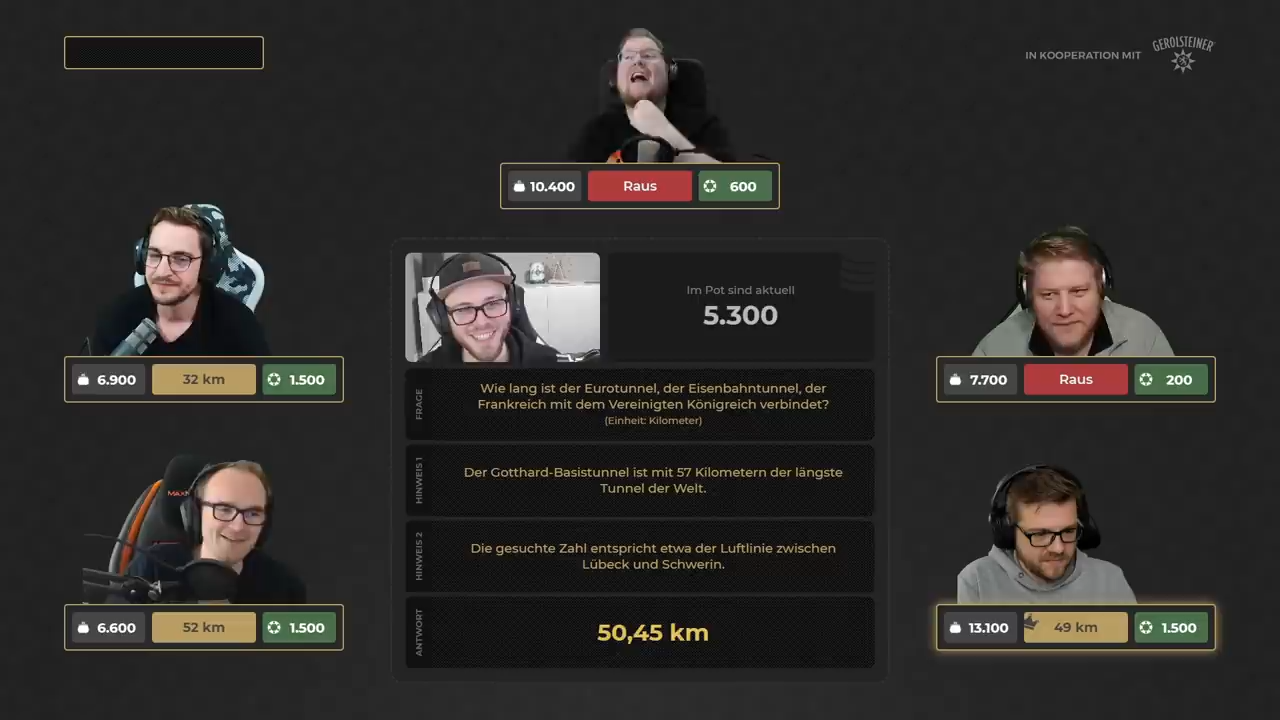 IN KOOPERATION MIT
GEROLSTEINER
10.400
Raus
600
6.900
32 km
1.500
Im Pot sind aktuell
5.300
7.700
Raus
200
FRAGE
Wie lang ist der Eurotunnel, der Eisenbahntunnel, der
Frankreich mit dem Vereinigten Königreich verbindet?
(Einheit: Kilometer)
HINWEIS 1
Der Gotthard-Basistunnel ist mit 57 Kilometern der längste
Tunnel der Welt.
HINWEIS 2
Die gesuchte Zahl entspricht etwa der Luftlinie zwischen
Lübeck und Schwerin.
6.600
52 km
1.500
ANTWORT
50,45 km
13.100
49 km
1.500